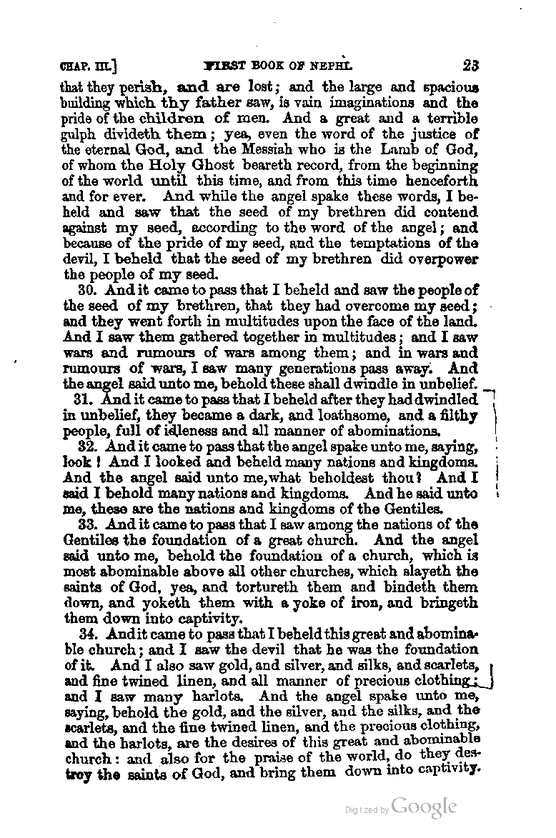 CHAP. III.] FIRST BOOK OF NEPHI. 23
that they perish, and are lost; and the large and spacious
building which thy father saw, is vain imaginations and the
pride of the children of men. And a great and a terrible
gulph divideth them; yea, even the word of the justice of
the eternal God, and the Messiah who is the Lamb of God,
of whom the Holy Ghost beareth record, from the beginning
of the world until this time, and from this time henceforth
and for ever. And while the angel spake these words, I be-
held and saw that the seed of my brethren did contend
against my seed, according to the word of the angel; and
because of the pride of my seed, and the temptations of the
devil, I beheld that the seed of my brethren did overpower
the people of my seed.
30. And it came to pass that I beheld and saw the people of
the seed of my brethren, that they had overcome my seed;
and they went forth in multitudes upon the face of the land.
And I saw them gathered together in multitudes; and I saw
wars and rumours of wars among them; and in wars and
rumours of wars, I saw many generations pass away. And
the angel said unto me, behold these shall dwindle in unbelief.
31. And it came to pass that I beheld after they had dwindled
in unbelief, they became a dark, and loathsome, and a filthy
people, full of idleness and all manner of abominations.
32. And it came to pass that the angel spake unto me, saying,
look! And I looked and beheld many nations and kingdoms.
And the angel said unto me, what beholdest thou? And I
said I behold many nations and kingdoms. And he said unto
me, these are the nations and kingdoms of the Gentiles.
33. And it came to pass that I saw among the nations of the
Gentiles the foundation of a great church. And the angel
said unto me, behold the foundation of a church, which is
most abominable above all other churches, which slayeth the
saints of God, yea, and tortureth them and bindeth them
down, and yoketh them with a yoke of iron, and bringeth
them down into captivity.
34. And it came to pass that I beheld this great and abomina-
ble church; and I saw the devil that he was the foundation
of it. And I also saw gold, and silver, and silks, and scarlets,
and fine twined linen, and all manner of precious clothing;
and I saw many harlots. And the angel spake unto me,
saying, behold the gold, and the silver, and the silks, and the
scarlets, and the fine twined linen, and the precious clothing,
and the harlots, are the desires of this great and abominable
church: and also for the praise of the world, do they des-
troy the saints of God, and bring them down into captivity.
Digitized by Google